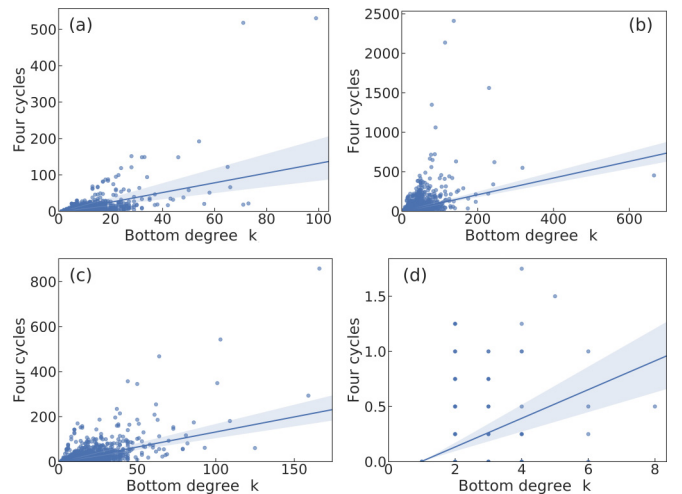 (a)
Four cycles
500
400
300
200
100
0
0 20 40 60 80 100
Bottom degree k
(b)
Four cycles
2500
2000
1500
1000
500
0
0 200 400 600
Bottom degree k
(c)
Four cycles
800
600
400
200
0
0 50 100 150
Bottom degree k
(d)
Four cycles
1.5
1.0
0.5
0.0
0 2 4 6 8
Bottom degree k